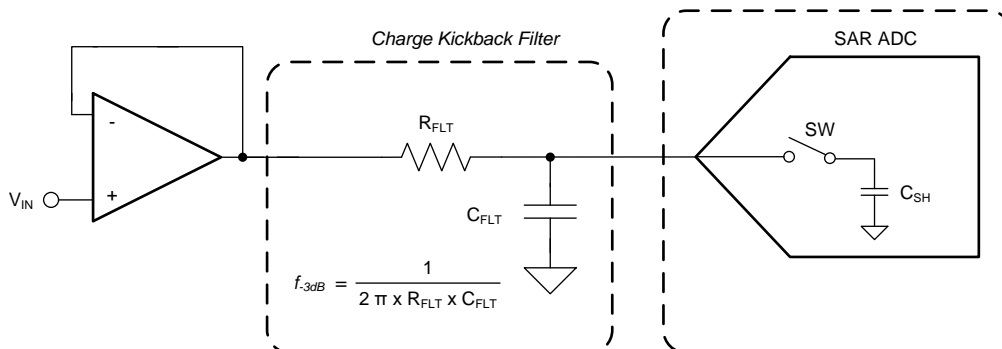 Charge Kickback Filter
SAR ADC
R_FLT
SW
-
+
V_IN
C_FLT
C_SH
f_-3dB = 1 / (2 π x R_FLT x C_FLT)